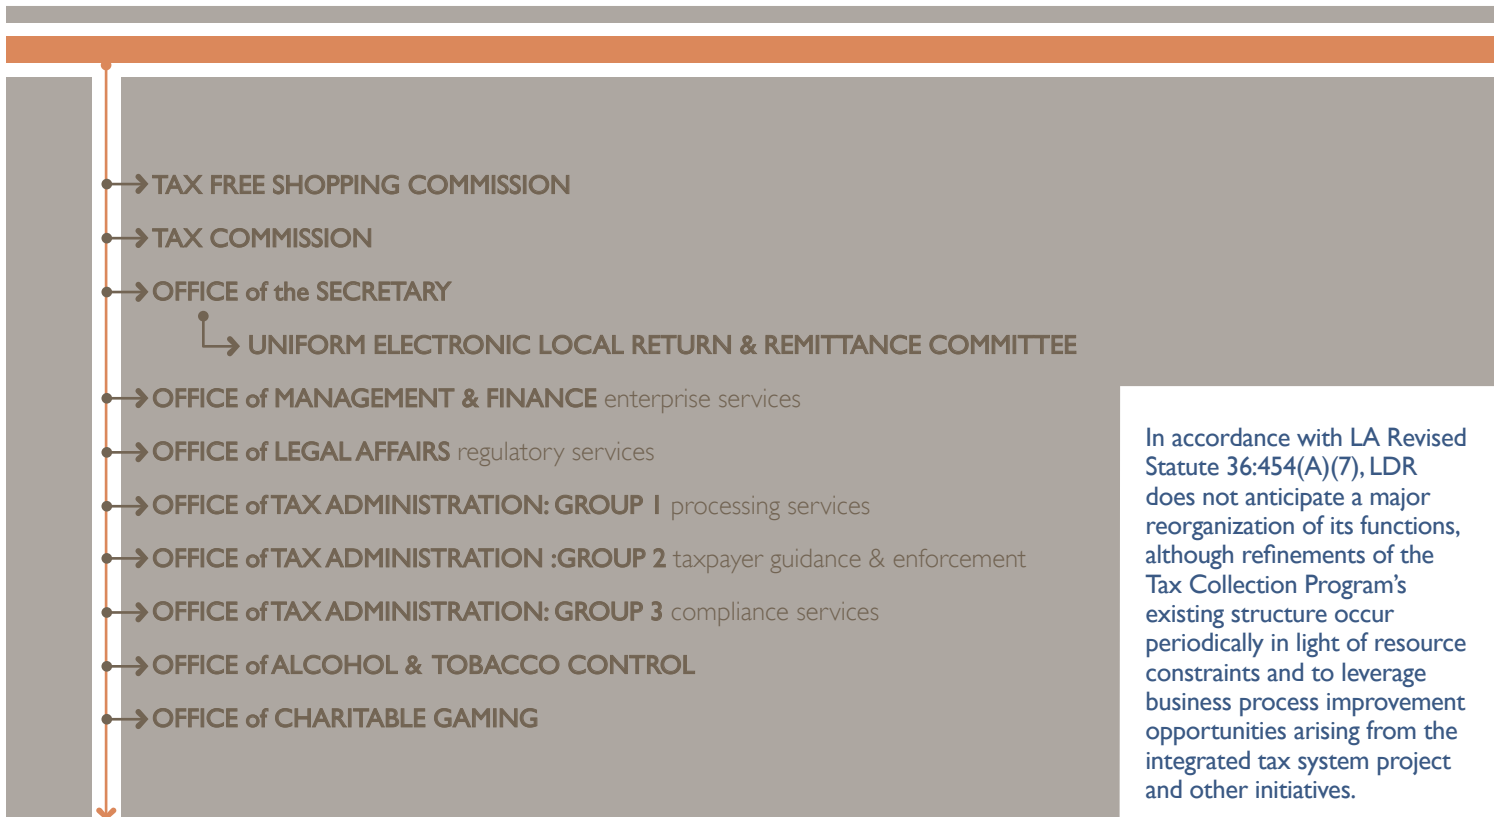 TAX FREE SHOPPING COMMISSION
TAX COMMISSION
OFFICE of the SECRETARY
UNIFORM ELECTRONIC LOCAL RETURN & REMITTANCE COMMITTEE
OFFICE of MANAGEMENT & FINANCE enterprise services
OFFICE of LEGAL AFFAIRS regulatory services
OFFICE of TAX ADMINISTRATION: GROUP 1 processing services
OFFICE of TAX ADMINISTRATION :GROUP 2 taxpayer guidance & enforcement
OFFICE of TAX ADMINISTRATION: GROUP 3 compliance services
OFFICE of ALCOHOL & TOBACCO CONTROL
OFFICE of CHARITABLE GAMING
In accordance with LA Revised
Statute 36:454(A)(7), LDR
does not anticipate a major
reorganization of its functions,
although refinements of the
Tax Collection Program's
existing structure occur
periodically in light of resource
constraints and to leverage
business process improvement
opportunities arising from the
integrated tax system project
and other initiatives.